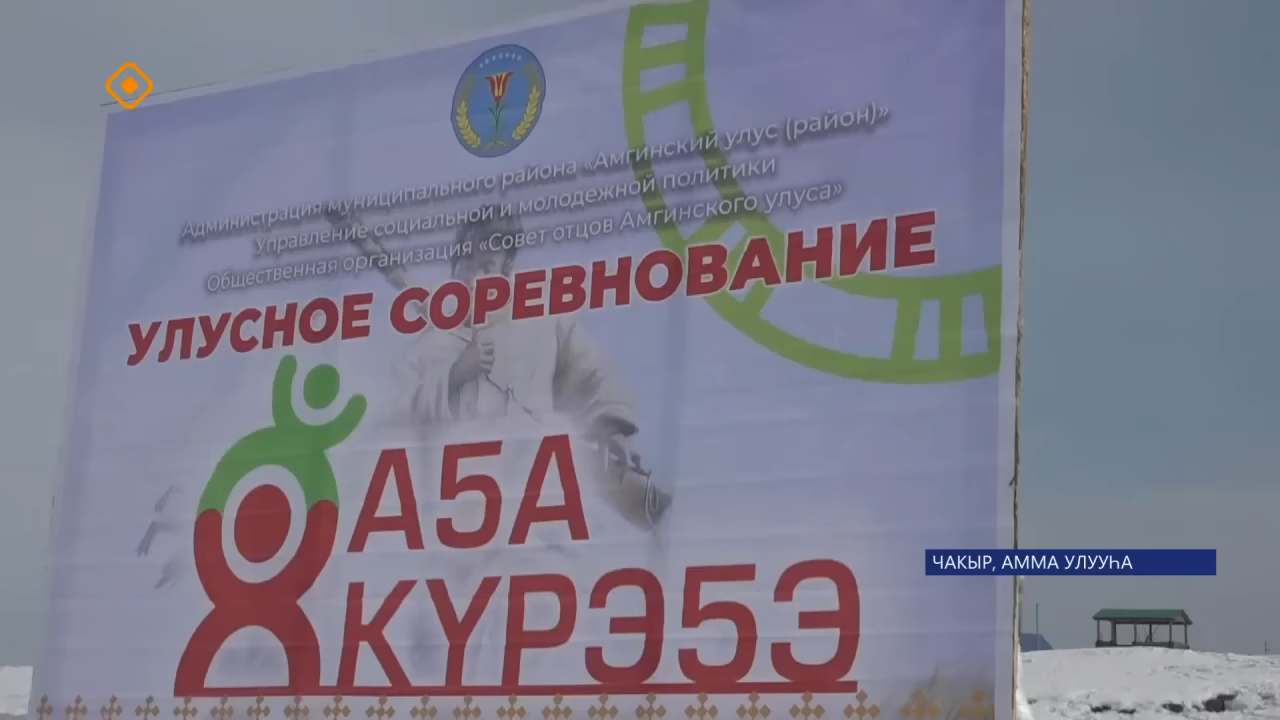 Администрация муниципального района «Амгинский улус (район)»
Управление социальной и молодежной политики
Общественная организация «Совет отцов Амгинского улуса»
УЛУСНОЕ СОРЕВНОВАНИЕ
А5А
КҮРЭ5Э
ЧАКЫР, АММА УЛУУҺА